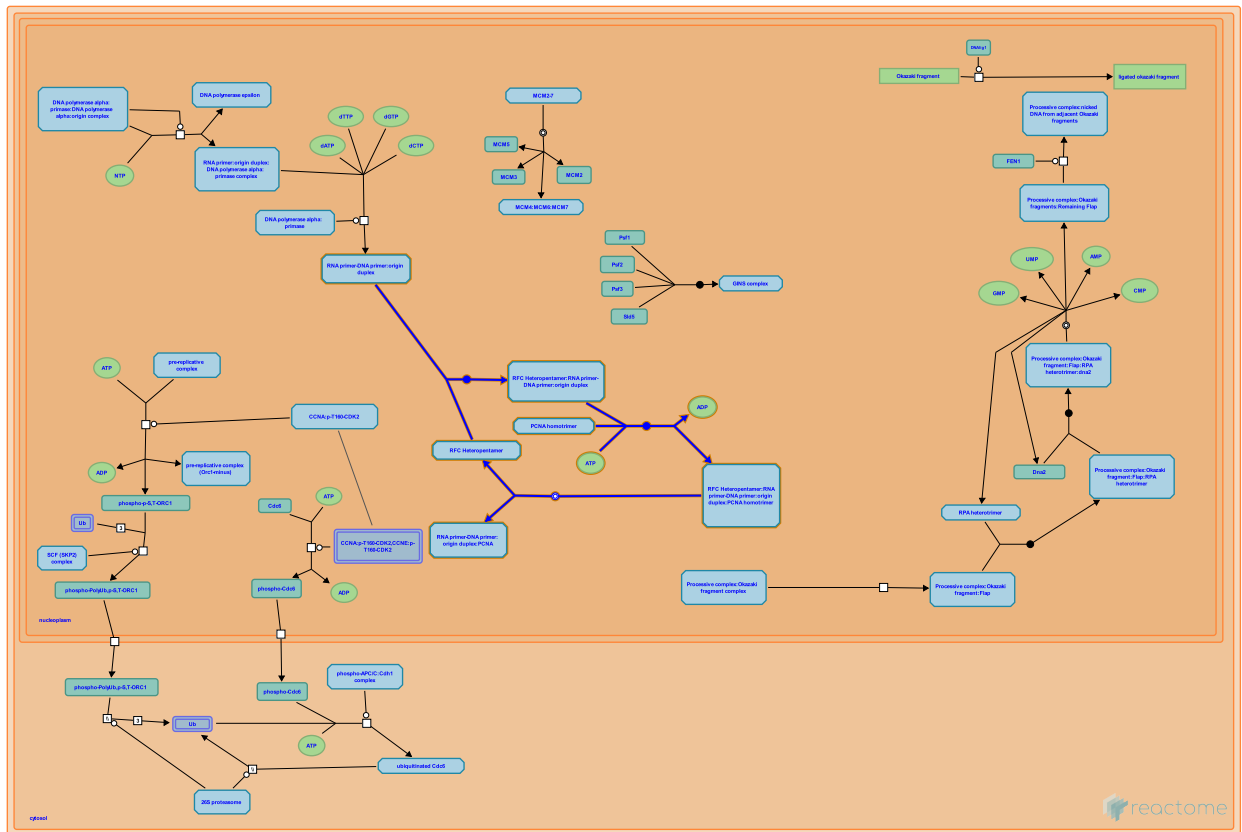 DNA polymerase alpha:
primase:DNA polymerase
alpha:origin complex
DNA polymerase epsilon
NTP
RNA primer:origin duplex:
DNA polymerase alpha:
primase complex
dTTP
dGTP
dATP
dCTP
DNA polymerase alpha:
primase
RNA primer-DNA primer:origin
duplex
MCM2-7
MCM5
MCM3
MCM2
MCM4:MCM6:MCM7
Psf1
Psf2
Psf3
Sld5
GINS complex
Okazaki fragment
ligated okazaki fragment
Processive complex:nicked
DNA from adjacent Okazaki
fragments
FEN1
Processive complex:Okazaki
fragments:Remaining Flap
UMP
AMP
GMP
CMP
Processive complex:Okazaki
fragment:Flap:RPA
heterotrimer:dna2
Dna2
Processive complex:Okazaki
fragment:Flap:RPA
heterotrimer
RPA heterotrimer
Processive complex:Okazaki
fragment complex
Processive complex:Okazaki
fragment:Flap
ATP
pre-replicative
complex
CCNA:p-T160-CDK2
ADP
pre-replicative complex
(Orc1-minus)
phospho-p-S,T-ORC1
Ub
3
SCF (SKP2)
complex
phospho-PolyUb,p-S,T-ORC1
Cdc6
ATP
CCNA:p-T160-CDK2,CCNE:p-
T160-CDK2
phospho-Cdc6
ADP
RFC Heteropentamer:RNA primer-
DNA primer:origin duplex
PCNA homotrimer
ADP
ATP
RFC Heteropentamer
RFC Heteropentamer:RNA
primer-DNA primer:origin
duplex:PCNA homotrimer
RNA primer-DNA primer:
origin duplex:PCNA
nucleoplasm
phospho-PolyUb,p-S,T-ORC1
3
Ub
phospho-Cdc6
phospho-APC/C:Cdh1
complex
ATP
ubiquitinated Cdc6
26S proteasome
cytosol
reactome